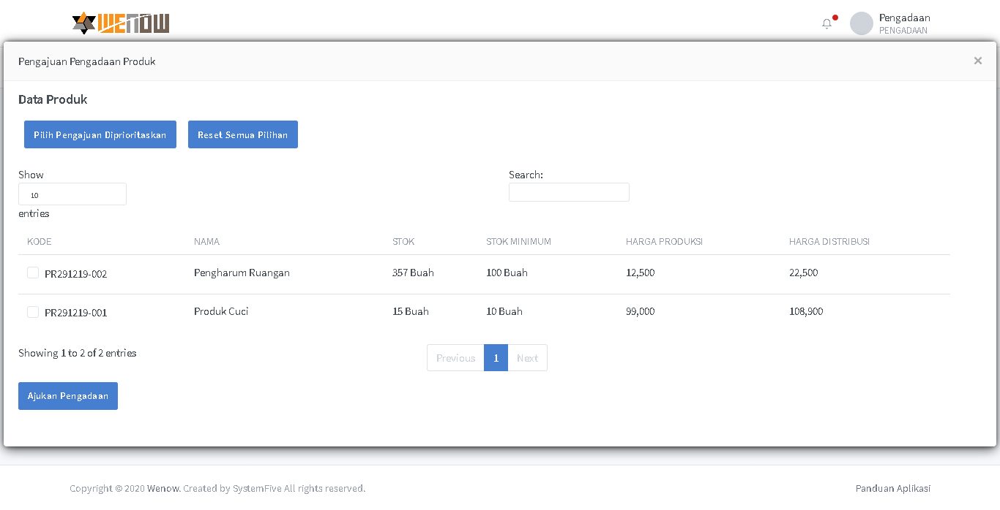 WENOW
Pengadaan
PENGADAAN
Pengajuan Pengadaan Produk ×
Data Produk
Pilih Pengajuan Diprioritaskan Reset Semua Pilihan
Show Search:
10
entries
KODE NAMA STOK STOK MINIMUM HARGA PRODUKSI HARGA DISTRIBUSI
PR291219-002 Pengharum Ruangan 357 Buah 100 Buah 12,500 22,500
PR291219-001 Produk Cuci 15 Buah 10 Buah 99,000 108,900
Showing 1 to 2 of 2 entries Previous 1 Next
Ajukan Pengadaan
Copyright © 2020 Wenow. Created by SystemFive All rights reserved. Panduan Aplikasi